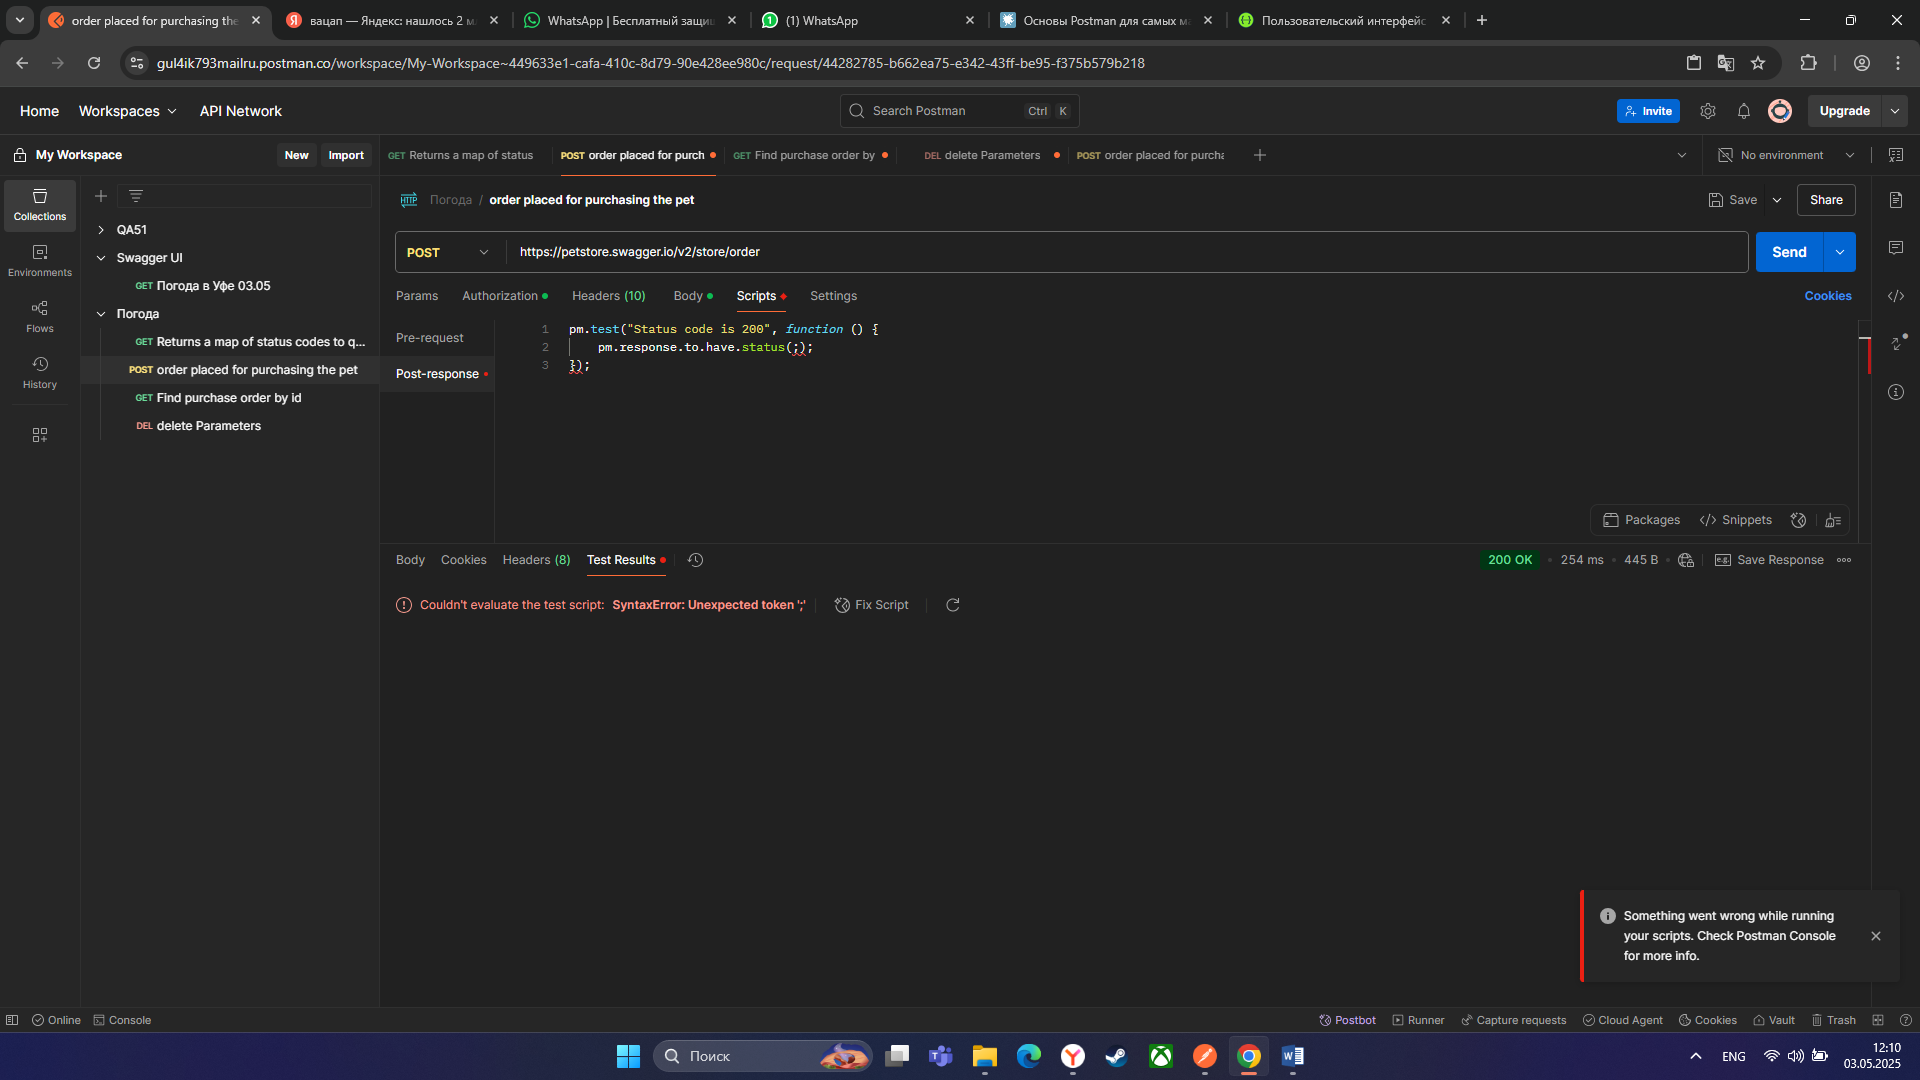 order placed for purchasing the
вацап — Яндекс: нашлось 2 м
WhatsApp | Бесплатный защи
(1) WhatsApp
Основы Postman для самых м
Пользовательский интерфейс
gul4ik793mailru.postman.co/workspace/My-Workspace~449633e1-cafa-410c-8d79-90e428ee980c/request/44282785-b662ea75-e342-43ff-be95-f375b579b218
Home
Workspaces
API Network
Search Postman
Ctrl
K
Invite
Upgrade
My Workspace
New
Import
GET Returns a map of status
POST order placed for purch
GET Find purchase order by
DEL delete Parameters
POST order placed for purcha
No environment
Collections
Environments
Flows
History
QA51
Swagger UI
GET Погода в Уфе 03.05
Погода
GET Returns a map of status codes to q...
POST order placed for purchasing the pet
GET Find purchase order by id
DEL delete Parameters
HTTP
Погода / order placed for purchasing the pet
Save
Share
POST
https://petstore.swagger.io/v2/store/order
Send
Params
Authorization
Headers (10)
Body
Scripts
Settings
Cookies
Pre-request
Post-response
1 pm.test("Status code is 200", function () {
2 pm.response.to.have.status(;);
3 });
Packages
Snippets
Body
Cookies
Headers (8)
Test Results
200 OK
254 ms
445 B
e.g.
Save Response
Couldn't evaluate the test script: SyntaxError: Unexpected token ';'
Fix Script
Something went wrong while running
your scripts. Check Postman Console
for more info.
Online
Console
Postbot
Runner
Capture requests
Cloud Agent
Cookies
Vault
Trash
Поиск
ENG
12:10
03.05.2025